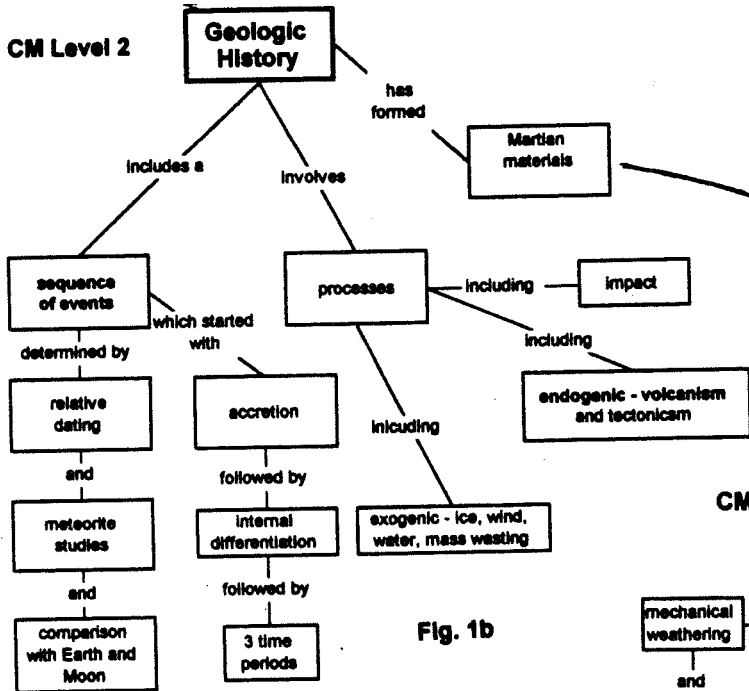 CM Level 2
Geologic
History
has
formed
Martian
materials
includes a
involves
sequence
of events
processes
including
impact
which started
with
determined by
including
relative
dating
accretion
endogenic - volcanism
and tectonicsm
inlcuding
and
followed by
meteorite
studies
internal
differentiation
exogenic - ice, wind,
water, mass wasting
CM
and
followed by
comparison
with Earth and
Moon
3 time
periods
Fig. 1b
mechanical
weathering
and